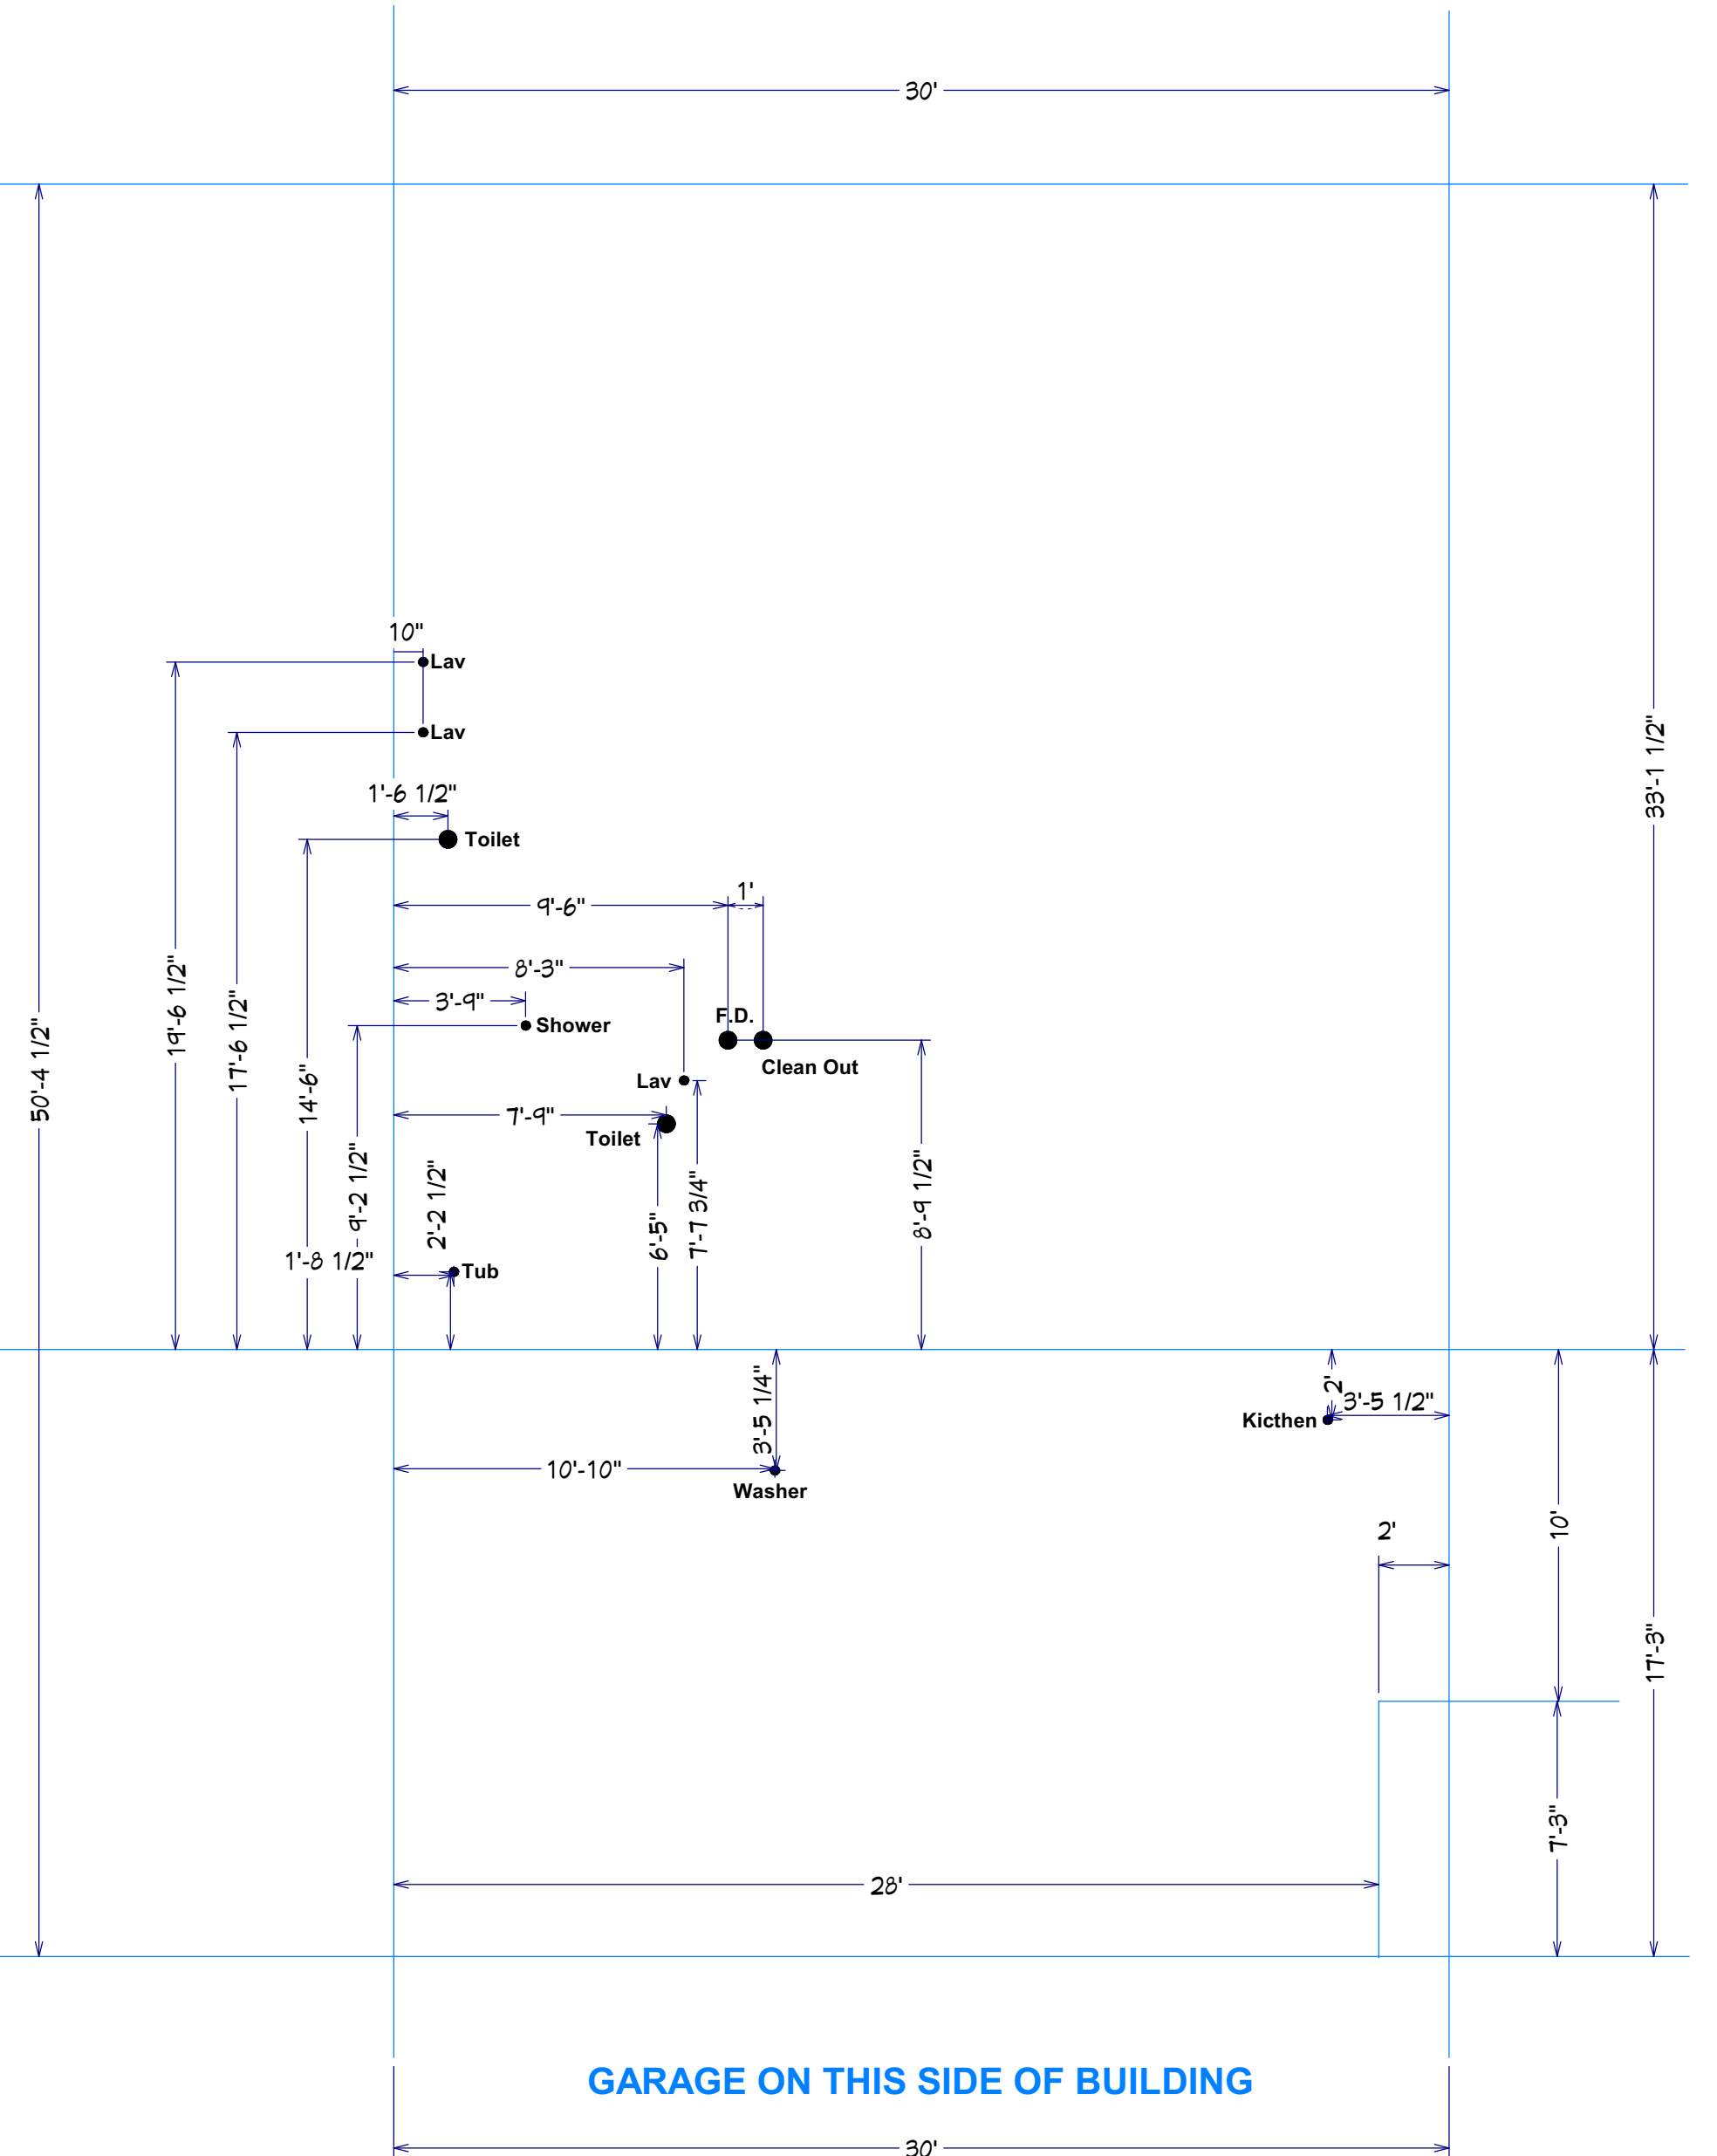 30'
10"
Lav
Lav
33'-1 1/2"
1'-6 1/2"
Toilet
1'
9'-6"
8'-3"
3'-9"
19'-6 1/2"
F.D.
Shower
17'-6 1/2"
50'-4 1/2"
Clean Out
Lav
14'-6"
7'-9"
Toilet
9'-2 1/2"
2'-2 1/2"
8'-9 1/2"
7'-7 3/4"
6'-5"
1'-8 1/2"
Tub
2'
3'-5 1/4"
3'-5 1/2"
Kicthen
10'-10"
Washer
2'
10'
17'-3"
7'-3"
28'
GARAGE ON THIS SIDE OF BUILDING
30'